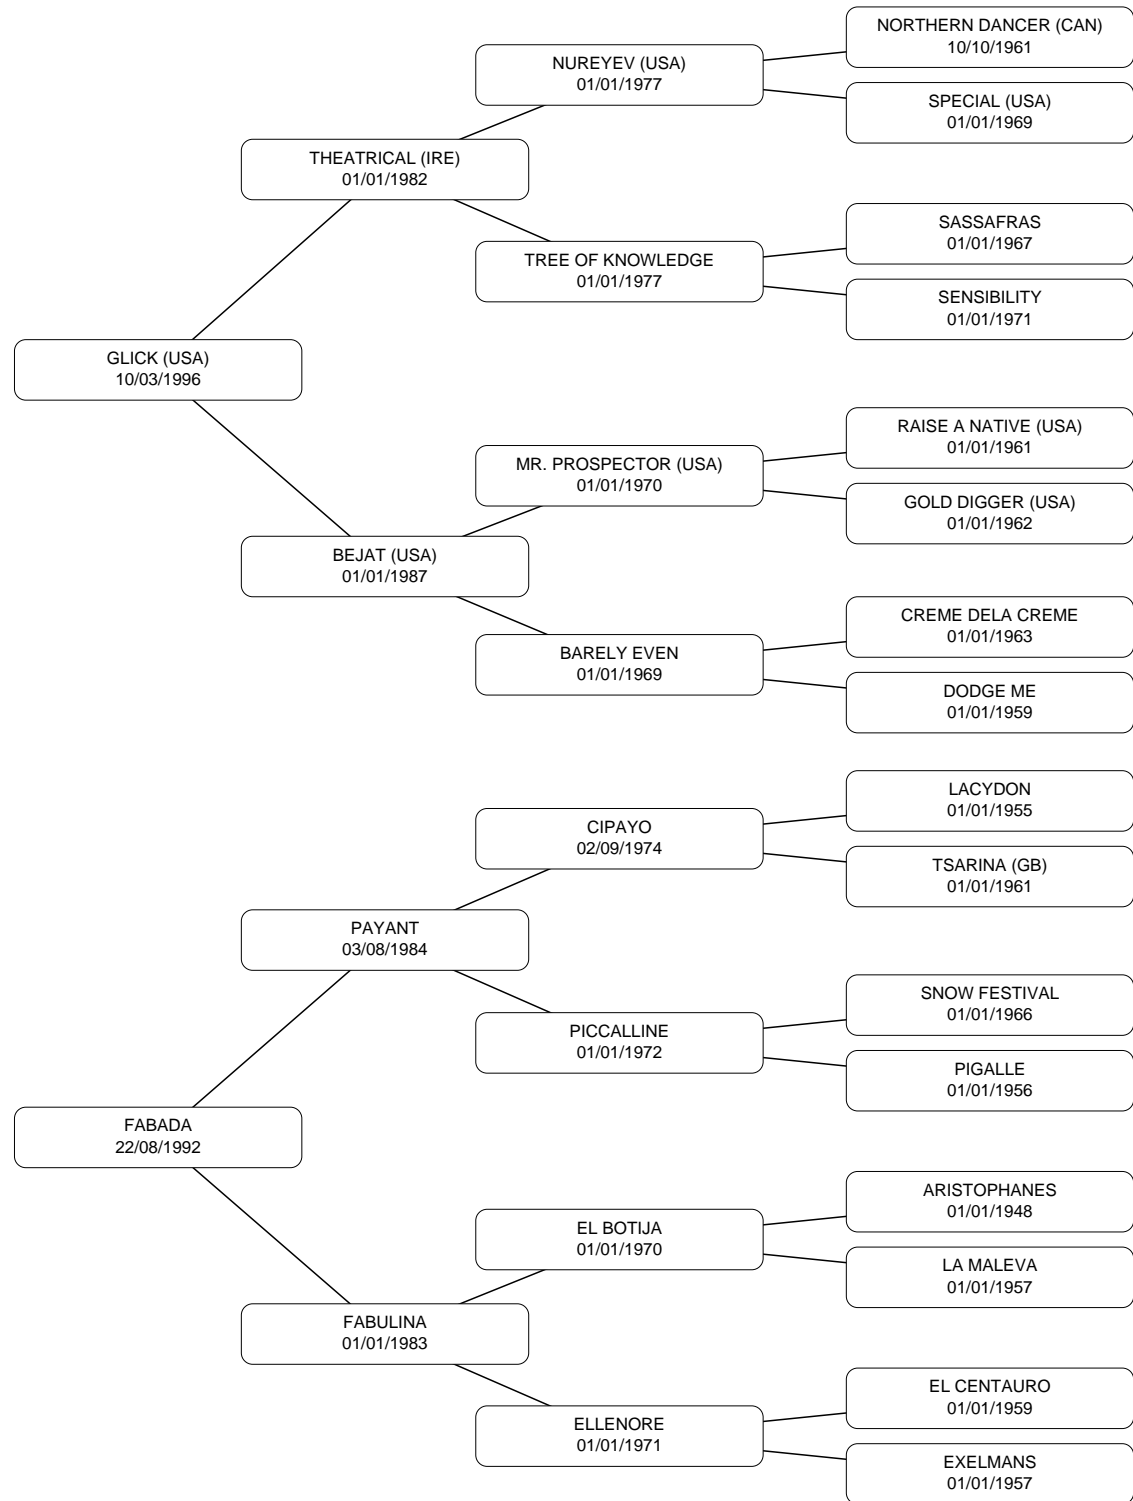 NORTHERN DANCER (CAN)
10/10/1961
NUREYEV (USA)
01/01/1977
SPECIAL (USA)
01/01/1969
THEATRICAL (IRE)
01/01/1982
SASSAFRAS
01/01/1967
TREE OF KNOWLEDGE
01/01/1977
SENSIBILITY
01/01/1971
GLICK (USA)
10/03/1996
RAISE A NATIVE (USA)
01/01/1961
MR. PROSPECTOR (USA)
01/01/1970
GOLD DIGGER (USA)
01/01/1962
BEJAT (USA)
01/01/1987
CREME DELA CREME
01/01/1963
BARELY EVEN
01/01/1969
DODGE ME
01/01/1959
LACYDON
01/01/1955
CIPAYO
02/09/1974
TSARINA (GB)
01/01/1961
PAYANT
03/08/1984
SNOW FESTIVAL
01/01/1966
PICCALLINE
01/01/1972
PIGALLE
01/01/1956
FABADA
22/08/1992
ARISTOPHANES
01/01/1948
EL BOTIJA
01/01/1970
LA MALEVA
01/01/1957
FABULINA
01/01/1983
EL CENTAURO
01/01/1959
ELLENORE
01/01/1971
EXELMANS
01/01/1957